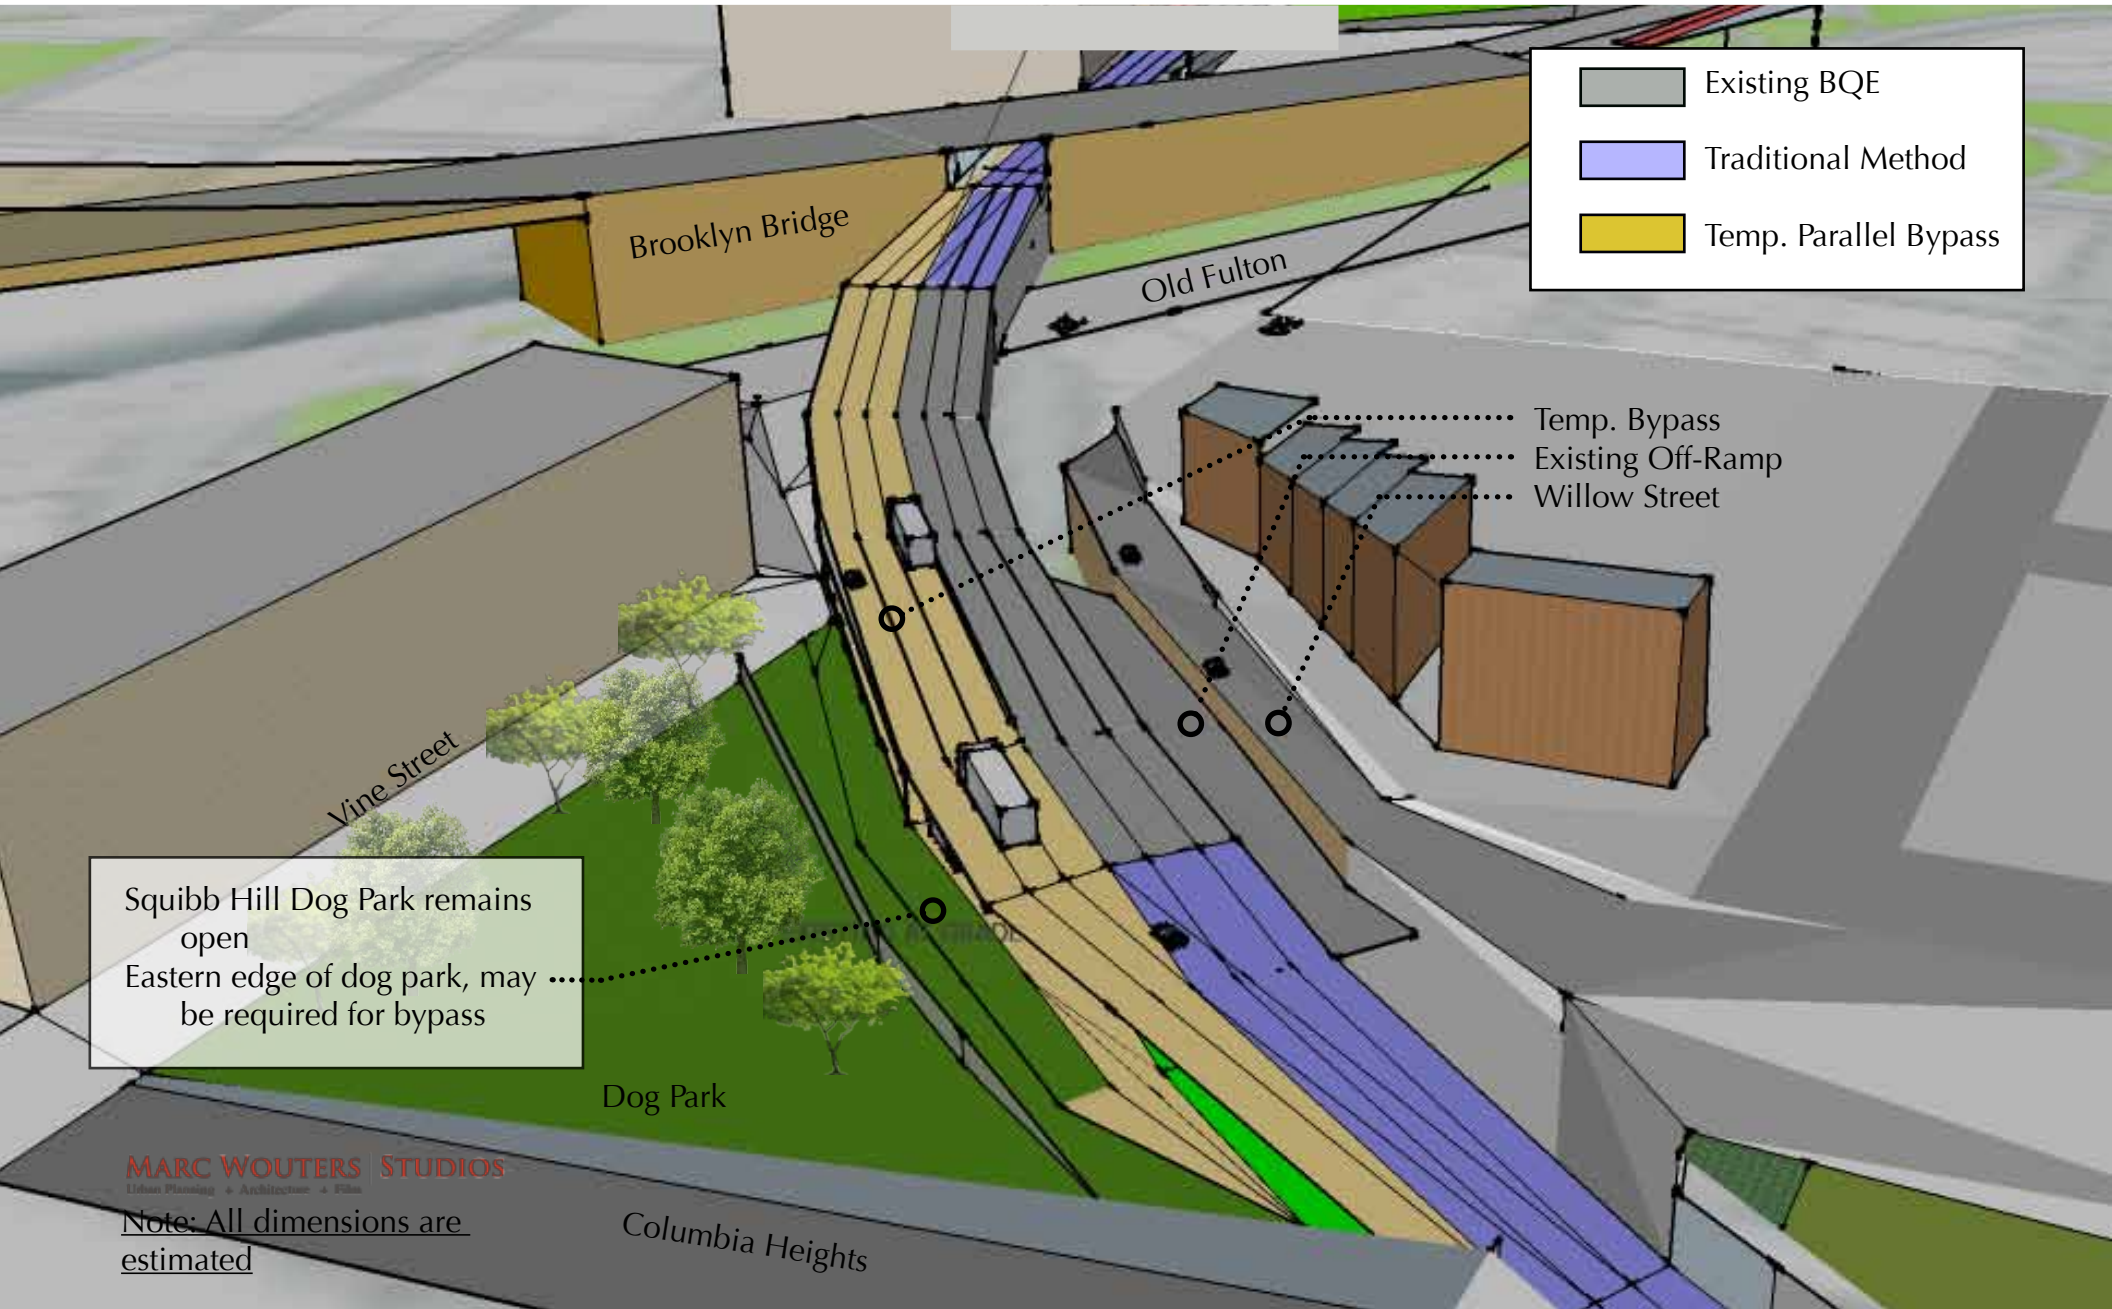 Existing BQE
Traditional Method
Temp. Parallel Bypass
Brooklyn Bridge
Old Fulton
Temp. Bypass
Existing Off-Ramp
Willow Street
Vine Street
Squibb Hill Dog Park remains
open
Eastern edge of dog park, may
be required for bypass
Dog Park
MARC WOUTERS | STUDIOS
Urban Planning + Architecture + Film
Note: All dimensions are
estimated
Columbia Heights